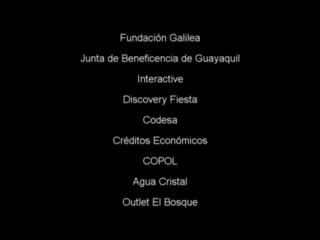 Fundación Galilea
Junta de Beneficencia de Guayaquil
Interactive
Discovery Fiesta
Codesa
Créditos Económicos
COPOL
Agua Cristal
Outlet El Bosque